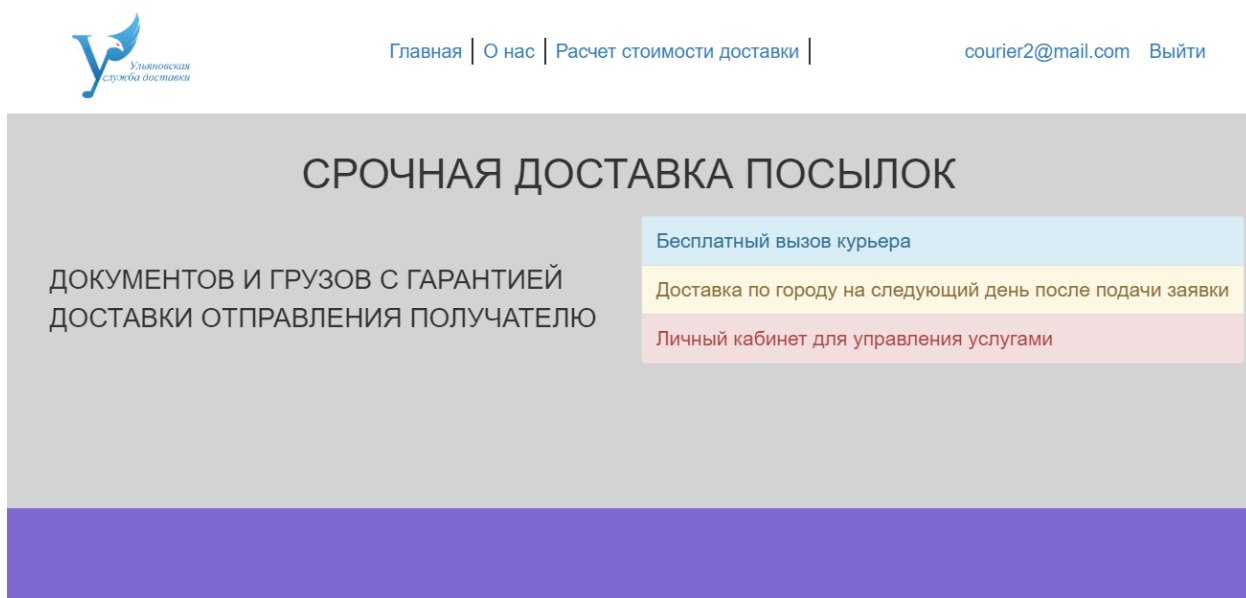 Ульяновская
служба доставки
Главная | О нас | Расчет стоимости доставки |
courier2@mail.com Выйти
СРОЧНАЯ ДОСТАВКА ПОСЫЛОК
ДОКУМЕНТОВ И ГРУЗОВ С ГАРАНТИЕЙ
ДОСТАВКИ ОТПРАВЛЕНИЯ ПОЛУЧАТЕЛЮ
Бесплатный вызов курьера
Доставка по городу на следующий день после подачи заявки
Личный кабинет для управления услугами